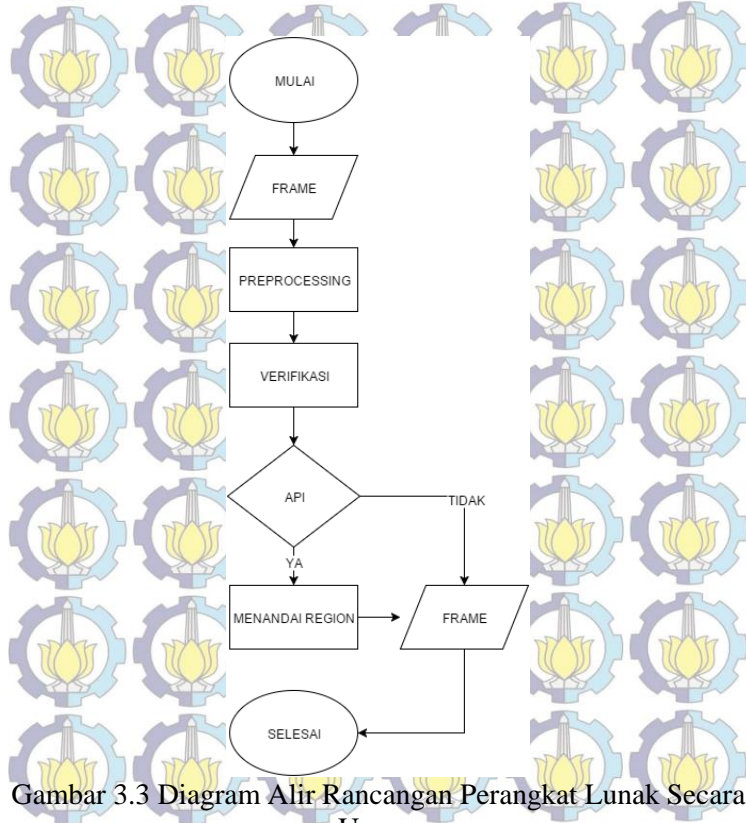 MULAI
FRAME
PREPROCESSING
VERIFIKASI
API
TIDAK
YA
MENANDAI REGION
FRAME
SELESAI
Gambar 3.3 Diagram Alir Rancangan Perangkat Lunak Secara